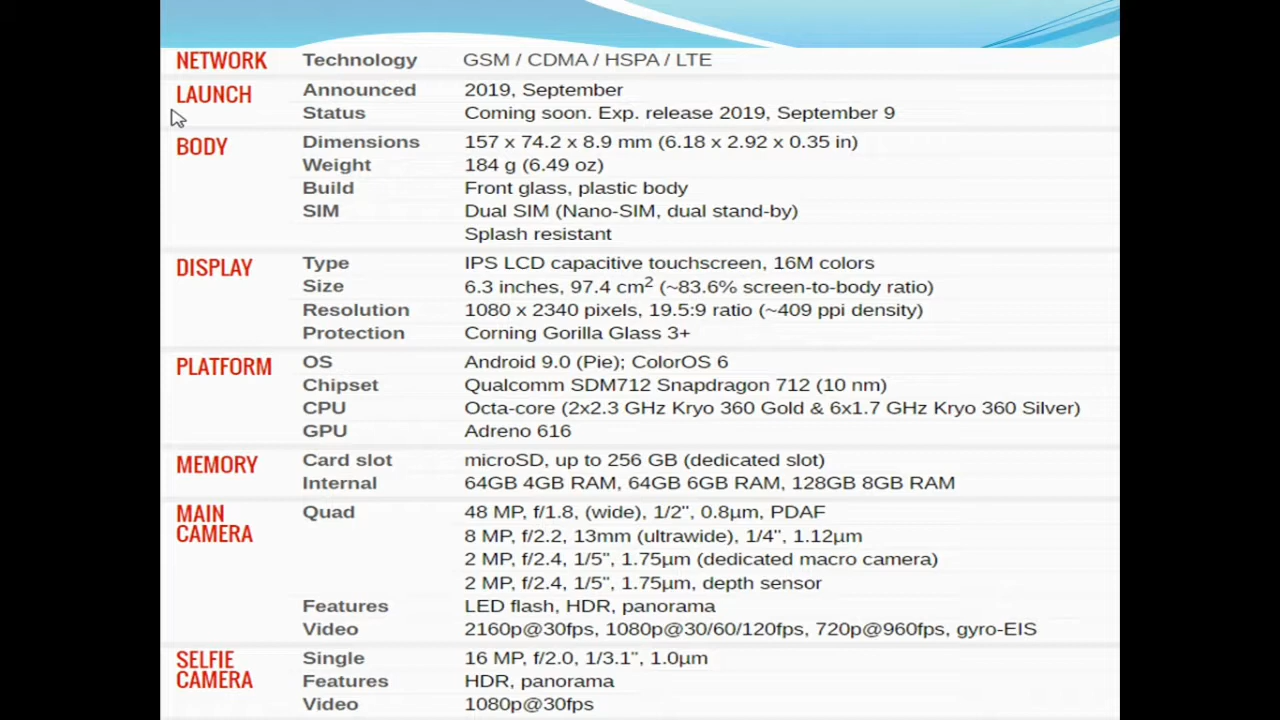 NETWORK Technology GSM / CDMA / HSPA / LTE
LAUNCH Announced 2019, September
Status Coming soon. Exp. release 2019, September 9
BODY Dimensions 157 x 74.2 x 8.9 mm (6.18 x 2.92 x 0.35 in)
Weight 184 g (6.49 oz)
Build Front glass, plastic body
SIM Dual SIM (Nano-SIM, dual stand-by)
Splash resistant
DISPLAY Type IPS LCD capacitive touchscreen, 16M colors
Size 6.3 inches, 97.4 cm² (~83.6% screen-to-body ratio)
Resolution 1080 x 2340 pixels, 19.5:9 ratio (~409 ppi density)
Protection Corning Gorilla Glass 3+
PLATFORM OS Android 9.0 (Pie); ColorOS 6
Chipset Qualcomm SDM712 Snapdragon 712 (10 nm)
CPU Octa-core (2x2.3 GHz Kryo 360 Gold & 6x1.7 GHz Kryo 360 Silver)
GPU Adreno 616
MEMORY Card slot microSD, up to 256 GB (dedicated slot)
Internal 64GB 4GB RAM, 64GB 6GB RAM, 128GB 8GB RAM
MAIN CAMERA Quad 48 MP, f/1.8, (wide), 1/2", 0.8µm, PDAF
8 MP, f/2.2, 13mm (ultrawide), 1/4", 1.12µm
2 MP, f/2.4, 1/5", 1.75µm (dedicated macro camera)
2 MP, f/2.4, 1/5", 1.75µm, depth sensor
Features LED flash, HDR, panorama
Video 2160p@30fps, 1080p@30/60/120fps, 720p@960fps, gyro-EIS
SELFIE CAMERA Single 16 MP, f/2.0, 1/3.1", 1.0µm
Features HDR, panorama
Video 1080p@30fps